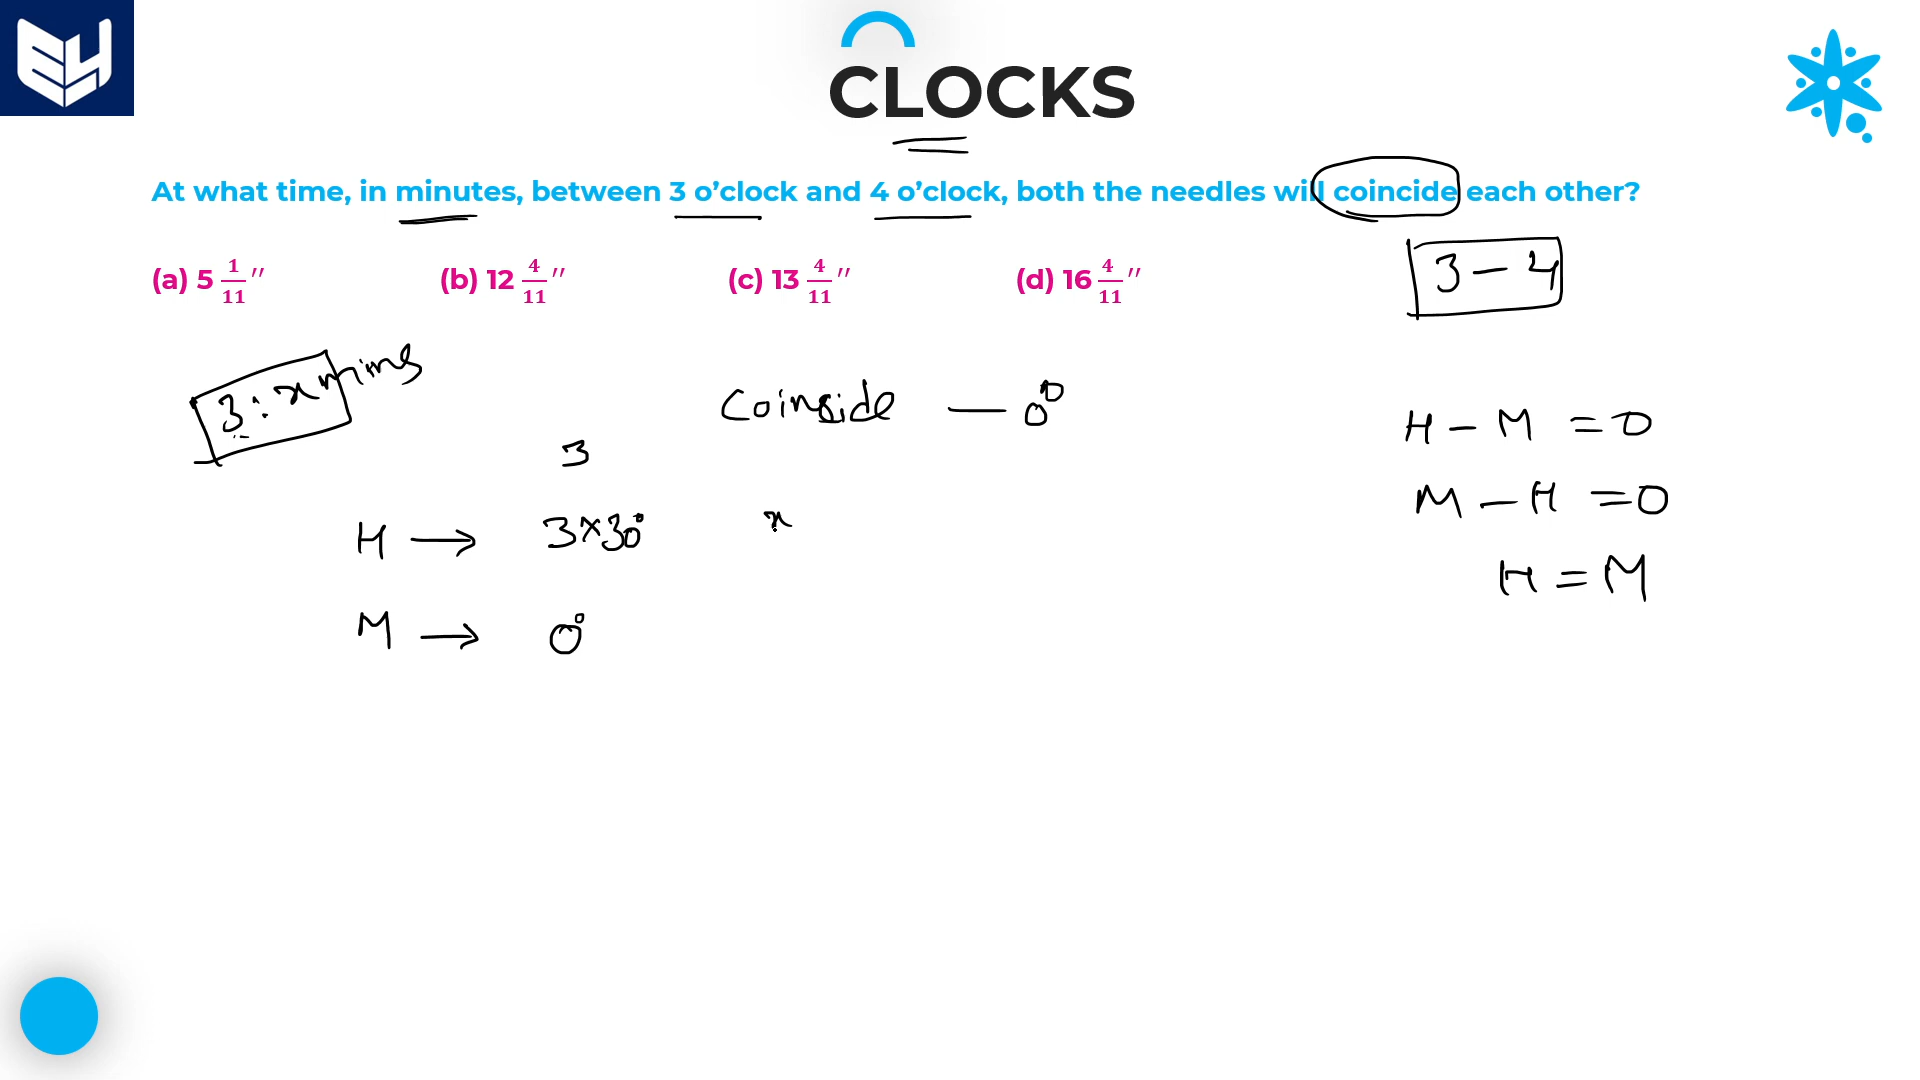 EY
CLOCKS
At what time, in minutes, between 3 o’clock and 4 o’clock, both the needles will coincide each other?
(a) 5 1/11 ″ (b) 12 4/11 ″ (c) 13 4/11 ″ (d) 16 4/11 ″
3 – 4
3 : x mins
Coinside — 0°
H – M = 0
3
M – H = 0
H → 3×30° x
H = M
M → 0°